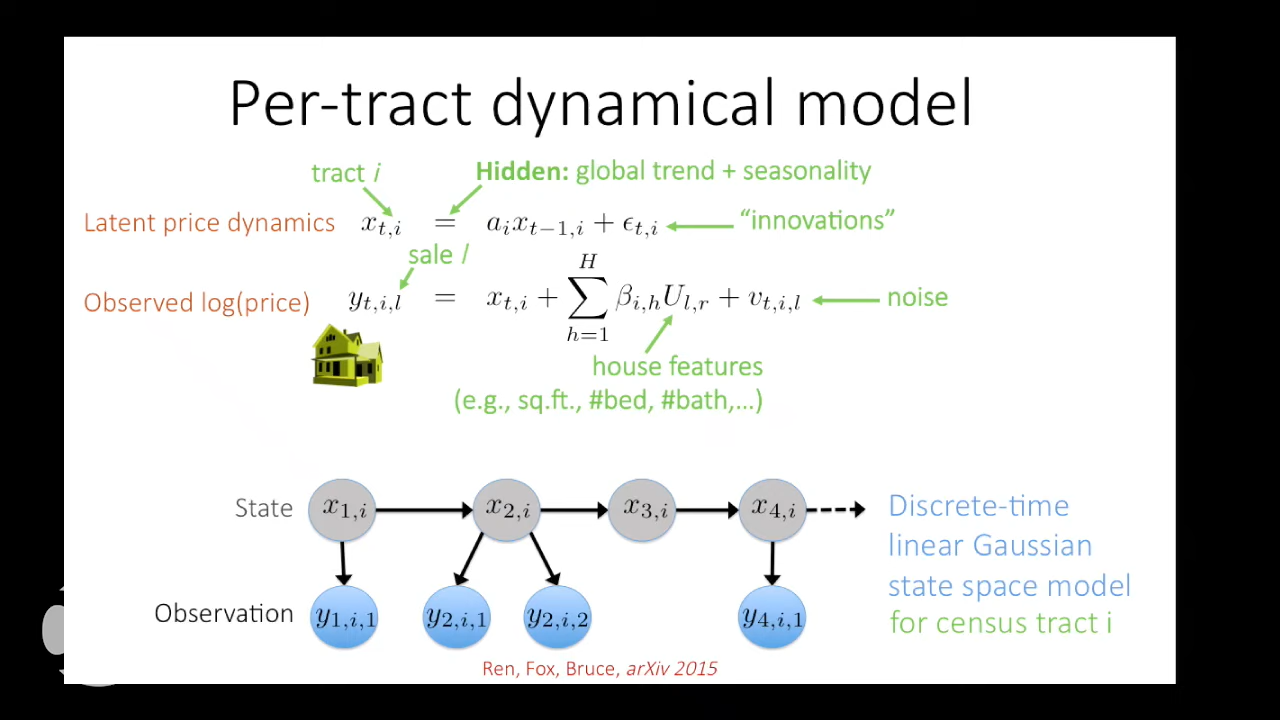 Per-tract dynamical model
tract i
Hidden: global trend + seasonality
Latent price dynamics x_{t,i} = a_i x_{t−1,i} + ϵ_{t,i} "innovations"
sale l
Observed log(price) y_{t,i,l} = x_{t,i} + \sum_{h=1}^{H} β_{i,h} U_{l,r} + v_{t,i,l} noise
house features
(e.g., sq.ft., #bed, #bath,...)
State x_{1,i} x_{2,i} x_{3,i} x_{4,i}
Observation y_{1,i,1} y_{2,i,1} y_{2,i,2} y_{4,i,1}
Discrete-time
linear Gaussian
state space model
for census tract i
Ren, Fox, Bruce, arXiv 2015